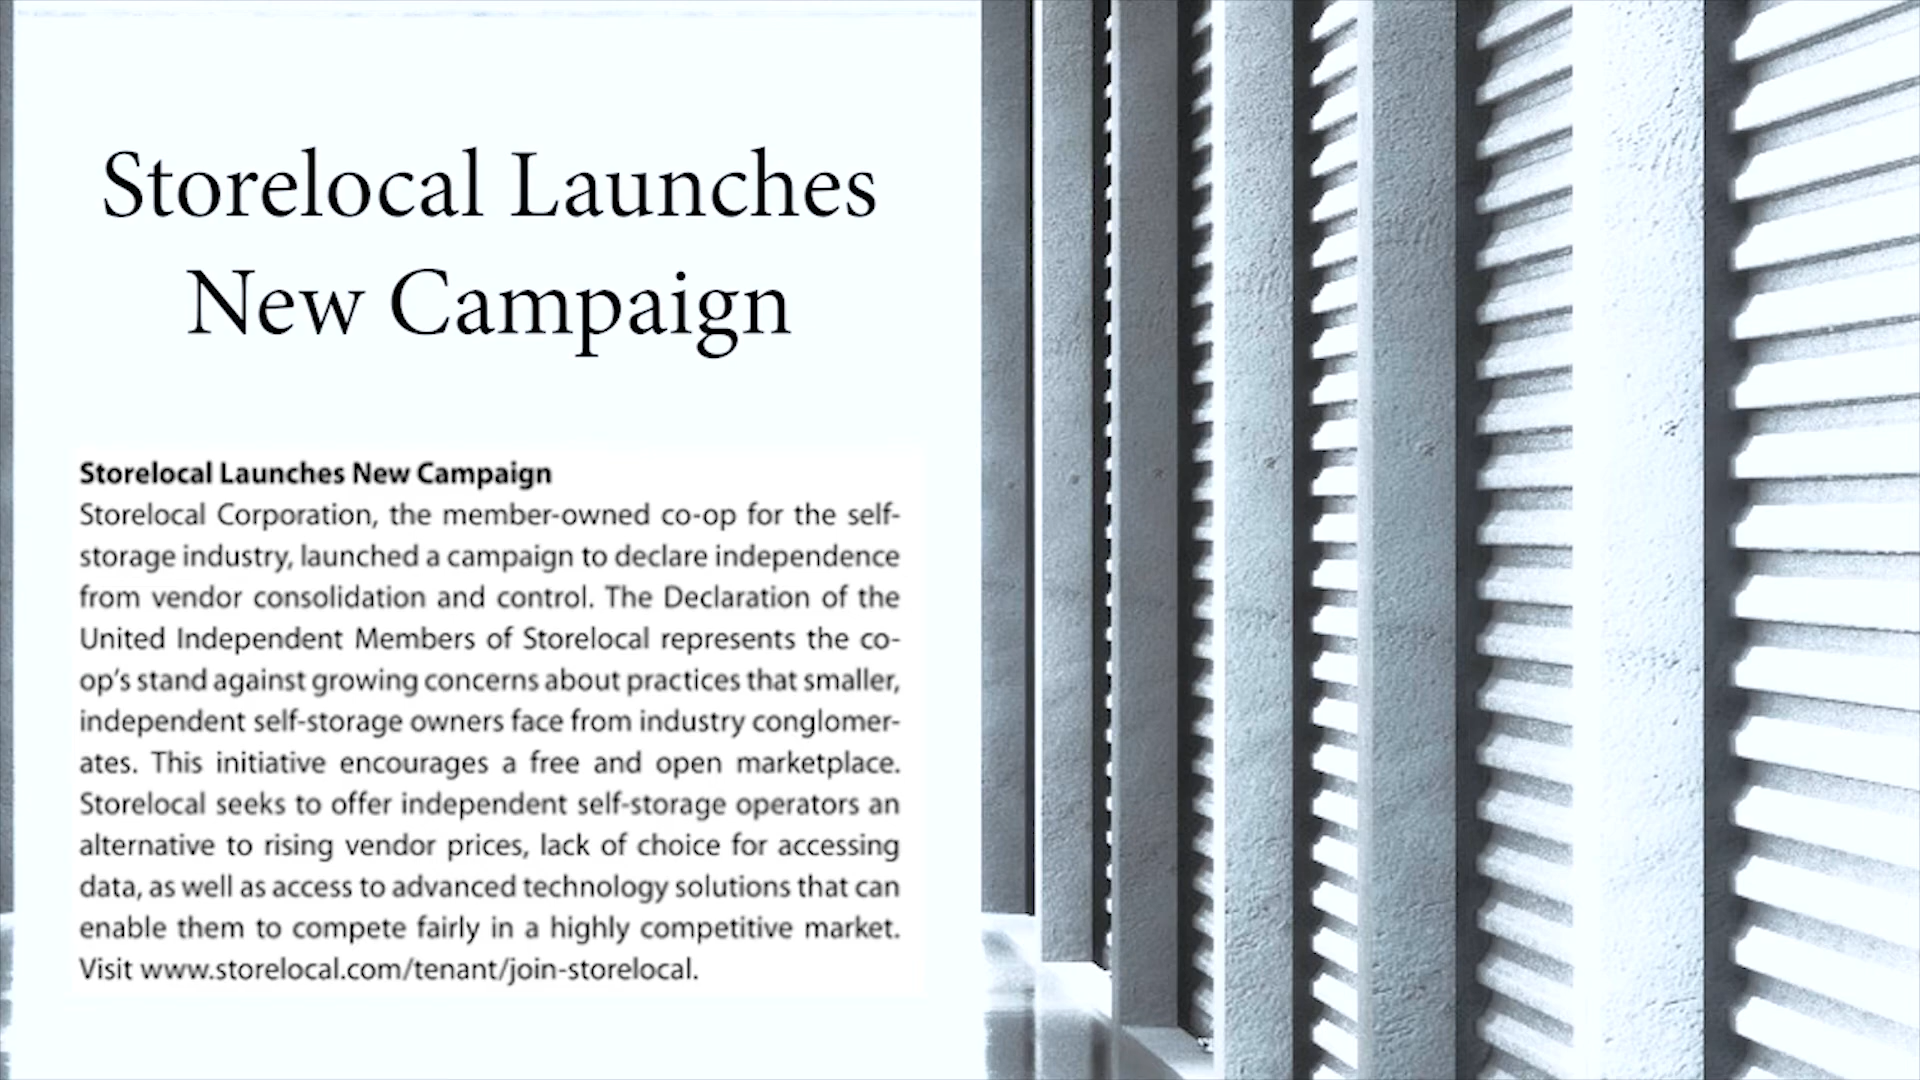 Storelocal Launches
New Campaign
Storelocal Launches New Campaign
Storelocal Corporation, the member-owned co-op for the self-
storage industry, launched a campaign to declare independence
from vendor consolidation and control. The Declaration of the
United Independent Members of Storelocal represents the co-
op’s stand against growing concerns about practices that smaller,
independent self-storage owners face from industry conglomer-
ates. This initiative encourages a free and open marketplace.
Storelocal seeks to offer independent self-storage operators an
alternative to rising vendor prices, lack of choice for accessing
data, as well as access to advanced technology solutions that can
enable them to compete fairly in a highly competitive market.
Visit www.storelocal.com/tenant/join-storelocal.